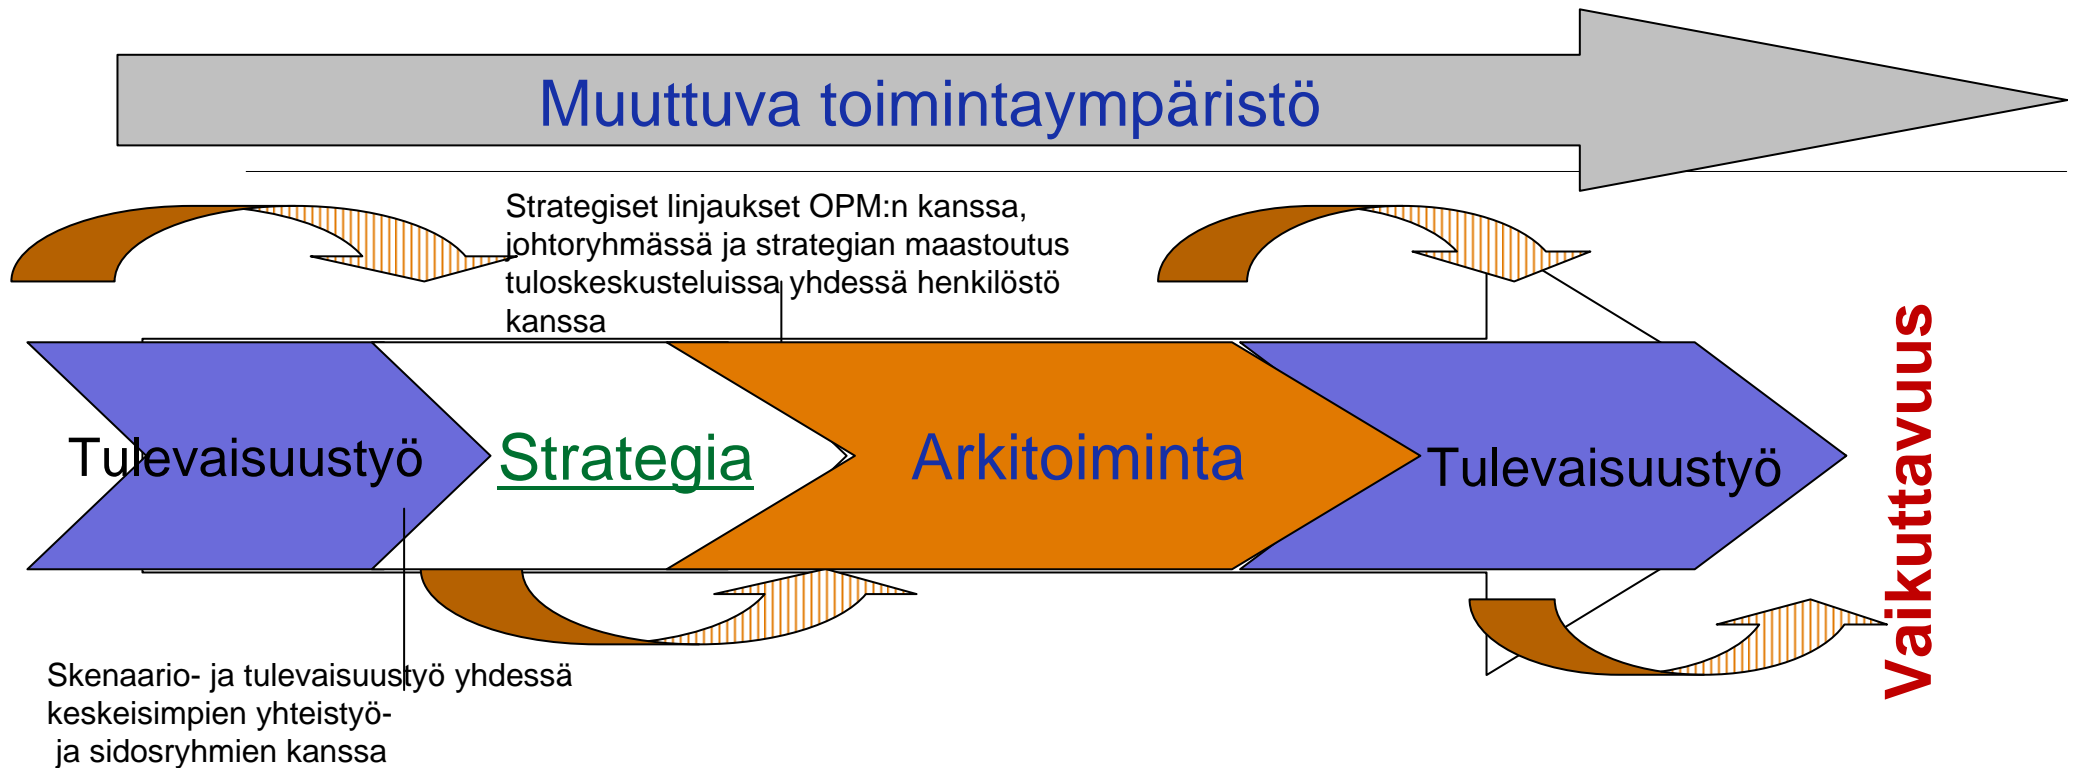 Muuttuva toimintaympäristö
Strategiset linjaukset OPM:n kanssa,
johtoryhmässä ja strategian maastoutus
tuloskeskusteluissa yhdessä henkilöstö
kanssa
Tulevaisuustyö
Strategia
Arkitoiminta
Tulevaisuustyö
Vaikuttavuus
Skenaario- ja tulevaisuustyö yhdessä
keskeisimpien yhteistyö-
ja sidosryhmien kanssa